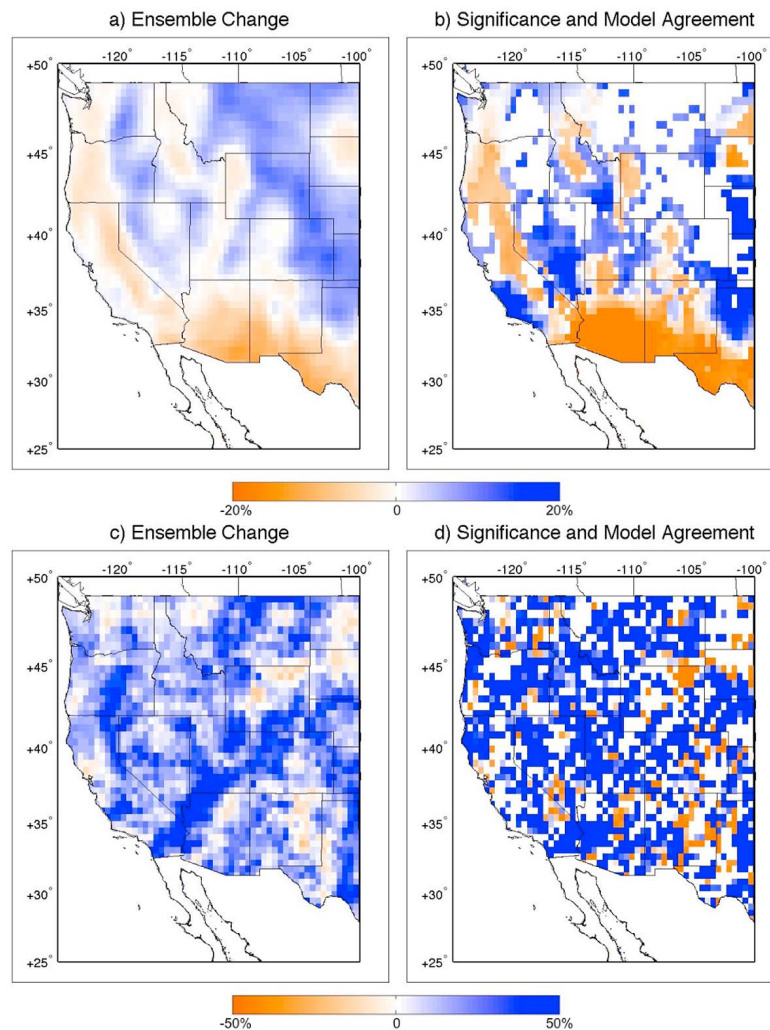 a) Ensemble Change
b) Significance and Model Agreement
-120° -115° -110° -105° -100°
-120° -115° -110° -105° -100°
+50°
+45°
+40°
+35°
+30°
+25°
+50°
+45°
+40°
+35°
+30°
+25°
-20% 0 20%
c) Ensemble Change
d) Significance and Model Agreement
-120° -115° -110° -105° -100°
-120° -115° -110° -105° -100°
+50°
+45°
+40°
+35°
+30°
+25°
+50°
+45°
+40°
+35°
+30°
+25°
-50% 0 50%